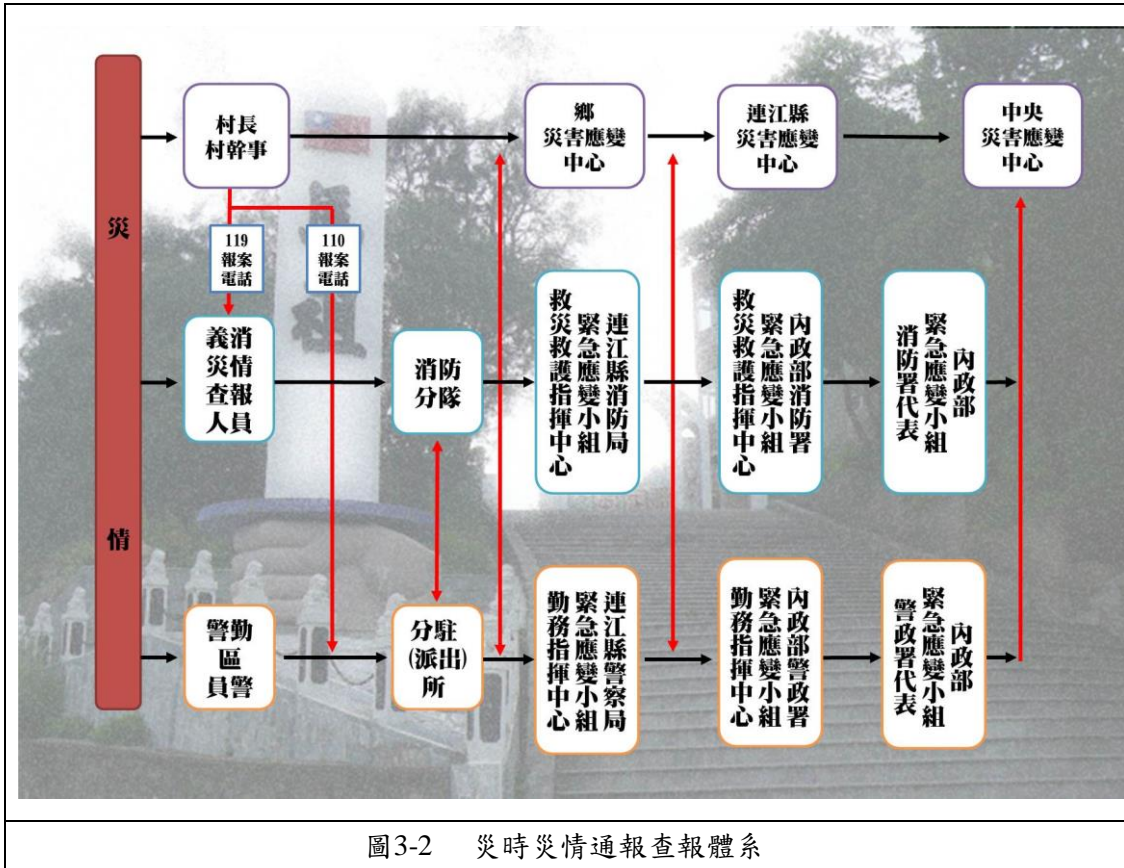 災
情
村長
村幹事
鄉
災害應變
中心
連江縣
災害應變
中心
中央
災害應變
中心
119
報案
電話
110
報案
電話
義消
災情
查報
人員
消防
分隊
連江縣消防局
緊急應變小組
救災救護指揮中心
內政部消防署
緊急應變小組
救災救護指揮中心
內政部
緊急應變小組
消防署代表
警勤
區
員警
分駐
(派出)
所
連江縣警察局
緊急應變小組
勤務指揮中心
內政部警政署
緊急應變小組
勤務指揮中心
內政部
緊急應變小組
警政署代表
圖3-2 災時災情通報查報體系